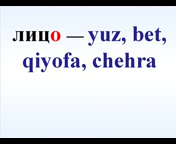 лицо — yuz, bet,
qiyofa, chehra